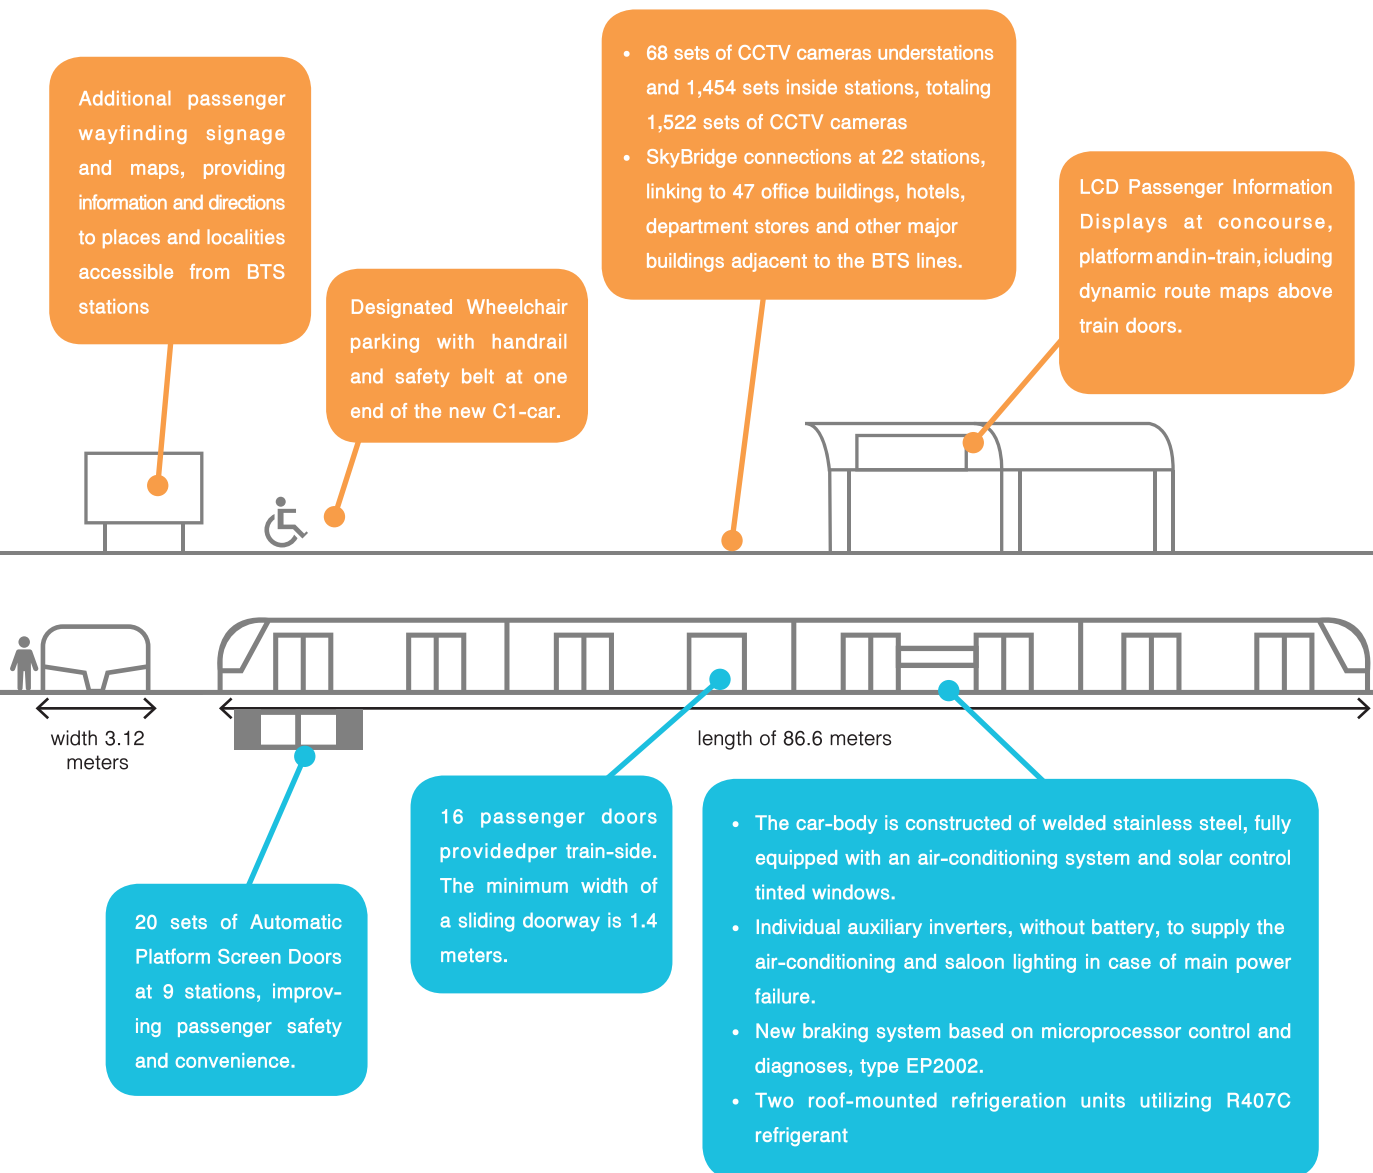 Additional passenger
wayfinding signage
and maps, providing
information and directions
to places and localities
accessible from BTS
stations
Designated Wheelchair
parking with handrail
and safety belt at one
end of the new C1-car.
• 68 sets of CCTV cameras understations
and 1,454 sets inside stations, totaling
1,522 sets of CCTV cameras
• SkyBridge connections at 22 stations,
linking to 47 office buildings, hotels,
department stores and other major
buildings adjacent to the BTS lines.
LCD Passenger Information
Displays at concourse,
platform and in-train, icluding
dynamic route maps above
train doors.
width 3.12
meters
length of 86.6 meters
20 sets of Automatic
Platform Screen Doors
at 9 stations, improv-
ing passenger safety
and convenience.
16 passenger doors
providedper train-side.
The minimum width of
a sliding doorway is 1.4
meters.
• The car-body is constructed of welded stainless steel, fully
equipped with an air-conditioning system and solar control
tinted windows.
• Individual auxiliary inverters, without battery, to supply the
air-conditioning and saloon lighting in case of main power
failure.
• New braking system based on microprocessor control and
diagnoses, type EP2002.
• Two roof-mounted refrigeration units utilizing R407C
refrigerant